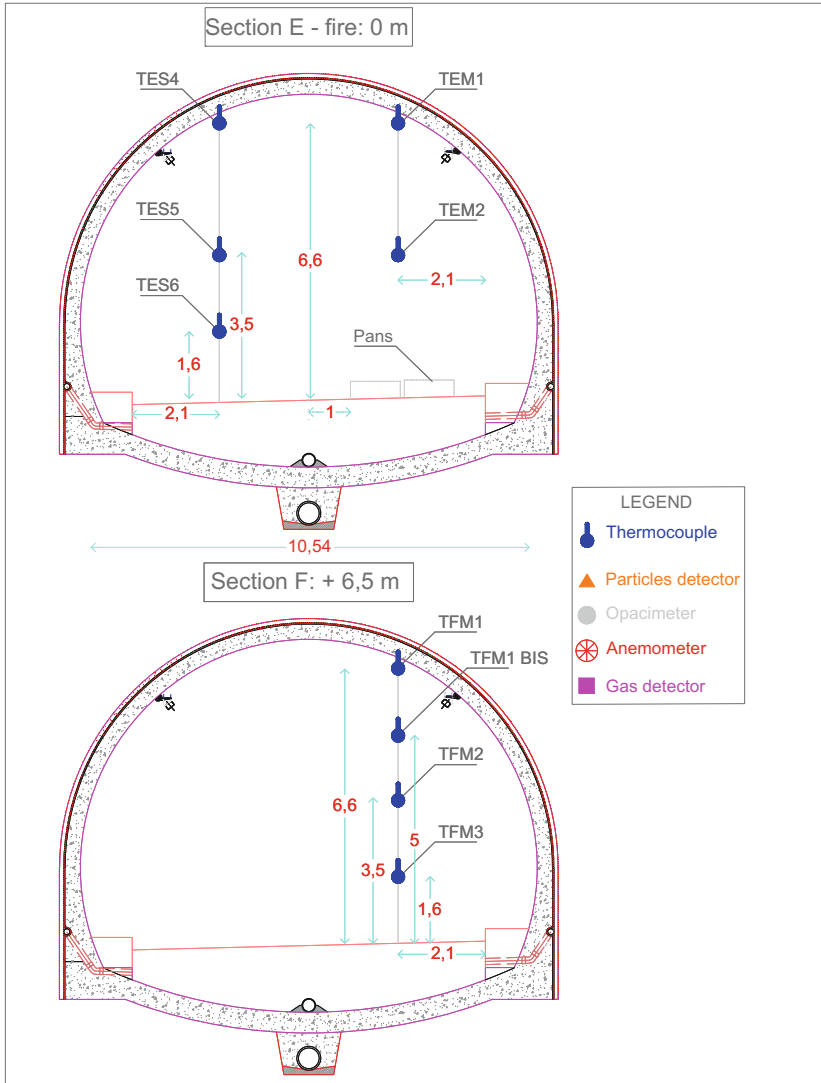 Section E - fire: 0 m
TES4
TEM1
TES5
TEM2
6,6
2,1
TES6
3,5
1,6
Pans
2,1
1
10,54
LEGEND
Thermocouple
Particles detector
Opacimeter
Anemometer
Gas detector
Section F: + 6,5 m
TFM1
TFM1 BIS
TFM2
6,6
5
TFM3
3,5
1,6
2,1